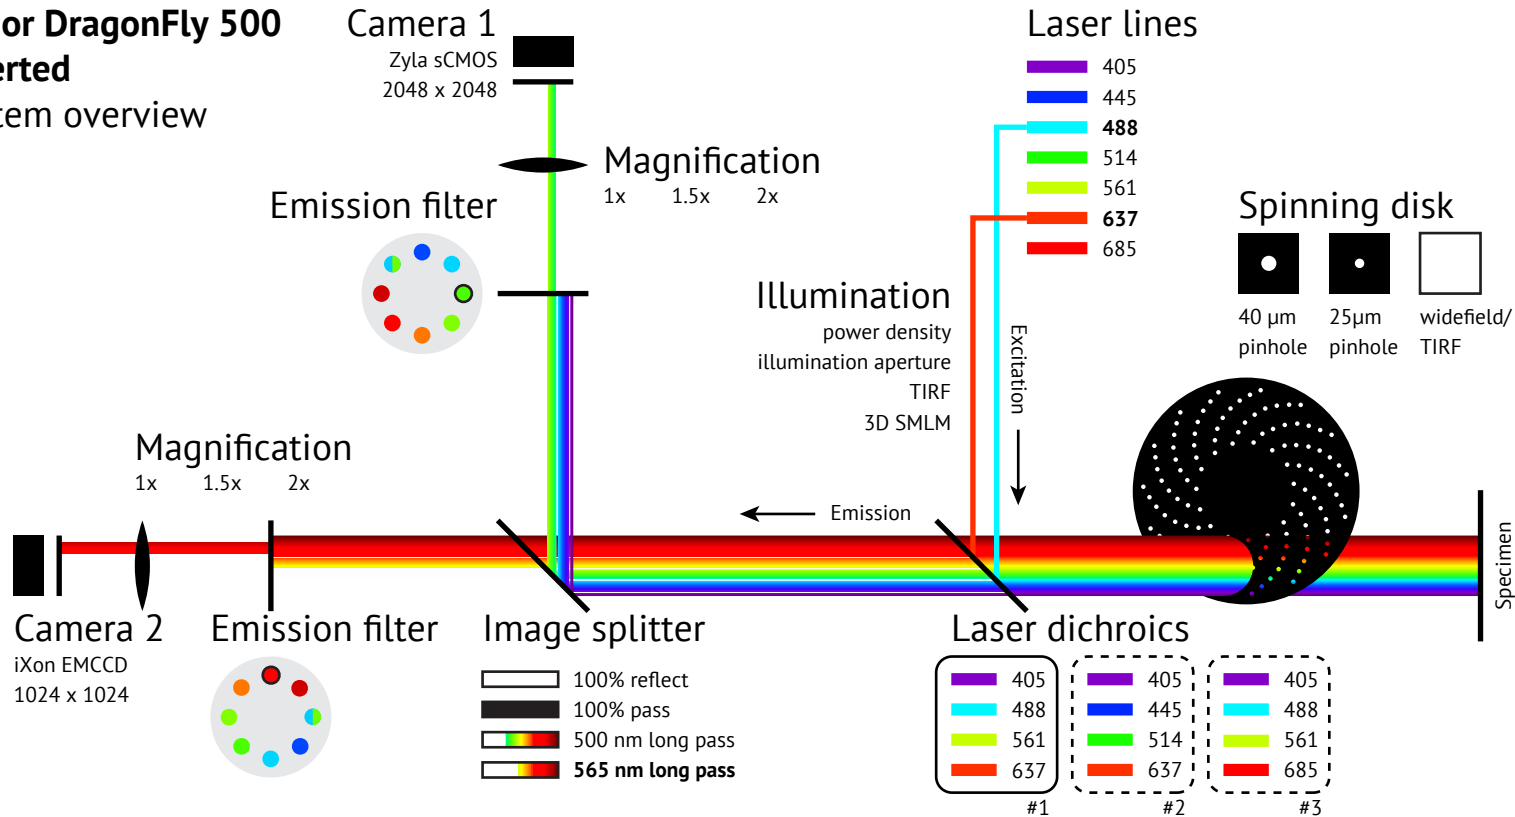 or DragonFly 500
erted
tem overview
Camera 1
Zyla sCMOS
2048 x 2048
Magnification
1x 1.5x 2x
Emission filter
Laser lines
405
445
488
514
561
637
685
Illumination
power density
illumination aperture
TIRF
3D SMLM
Excitation
Spinning disk
40 µm pinhole
25µm pinhole
widefield/ TIRF
Magnification
1x 1.5x 2x
Emission
Specimen
Camera 2
iXon EMCCD
1024 x 1024
Emission filter
Image splitter
100% reflect
100% pass
500 nm long pass
565 nm long pass
Laser dichroics
405
488
561
637
#1
405
445
514
637
#2
405
488
561
685
#3